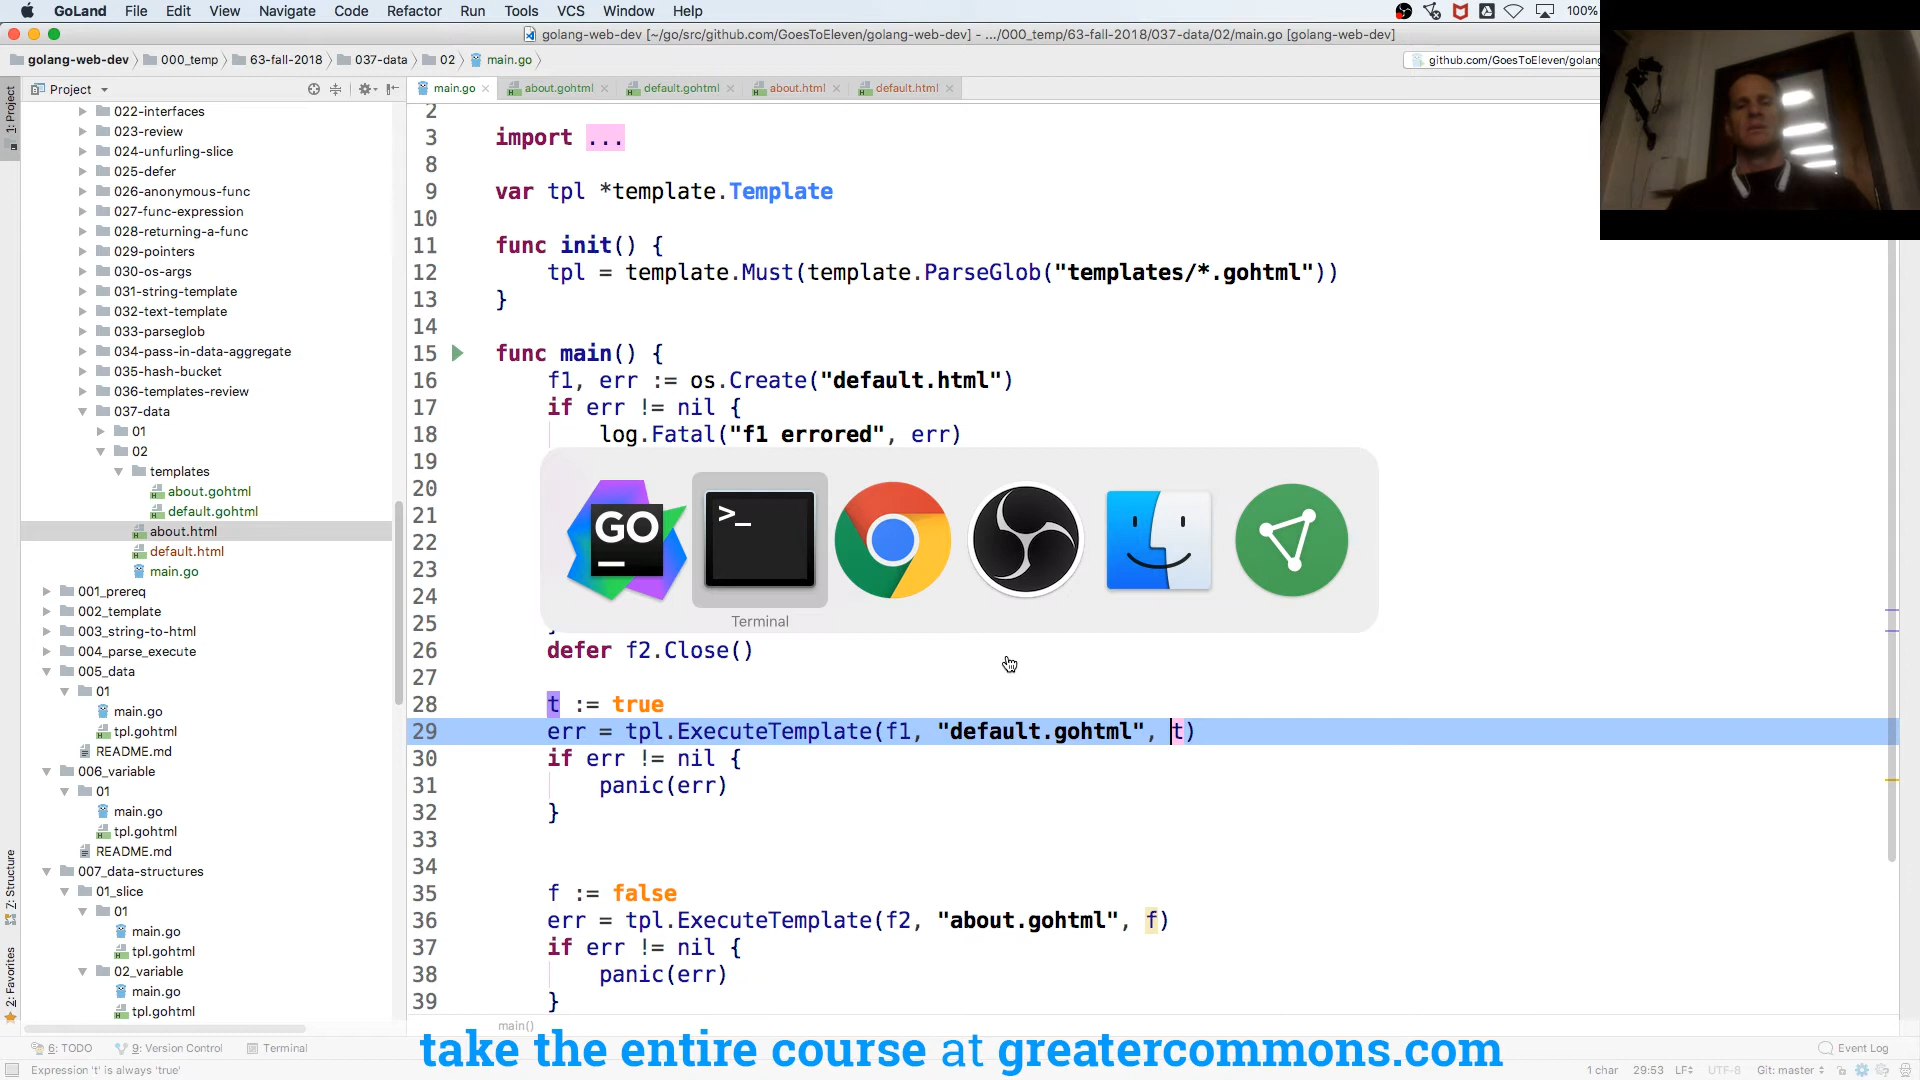 GoLand File Edit View Navigate Code Refactor Run Tools VCS Window Help 100%
golang-web-dev [~/go/src/github.com/GoesToEleven/golang-web-dev] - .../000_temp/63-fall-2018/037-data/02/main.go [golang-web-dev]
golang-web-dev 000_temp 63-fall-2018 037-data 02 main.go
github.com/GoesToEleven/golang
Project
main.go about.gohtml default.gohtml about.html default.html
1: Project
Z: Structure
2: Favorites
022-interfaces
023-review
024-unfurling-slice
025-defer
026-anonymous-func
027-func-expression
028-returning-a-func
029-pointers
030-os-args
031-string-template
032-text-template
033-parseglob
034-pass-in-data-aggregate
035-hash-bucket
036-templates-review
037-data
01
02
templates
about.gohtml
default.gohtml
about.html
default.html
main.go
001_prereq
002_template
003_string-to-html
004_parse_execute
005_data
01
main.go
tpl.gohtml
README.md
006_variable
01
main.go
tpl.gohtml
README.md
007_data-structures
01_slice
01
main.go
tpl.gohtml
02_variable
main.go
tpl.gohtml
2
3 import ...
8
9 var tpl *template.Template
10
11 func init() {
12 tpl = template.Must(template.ParseGlob("templates/*.gohtml"))
13 }
14
15 func main() {
16 f1, err := os.Create("default.html")
17 if err != nil {
18 log.Fatal("f1 errored", err)
19
20
21
22
23
24
25
26 defer f2.Close()
27
28 t := true
29 err = tpl.ExecuteTemplate(f1, "default.gohtml", t)
30 if err != nil {
31 panic(err)
32 }
33
34
35 f := false
36 err = tpl.ExecuteTemplate(f2, "about.gohtml", f)
37 if err != nil {
38 panic(err)
39 }
GO
>_
Terminal
main()
6: TODO 9: Version Control Terminal
Event Log
take the entire course at greatercommons.com
Expression 't' is always 'true'
1 char 29:53 LF UTF-8 Git: master